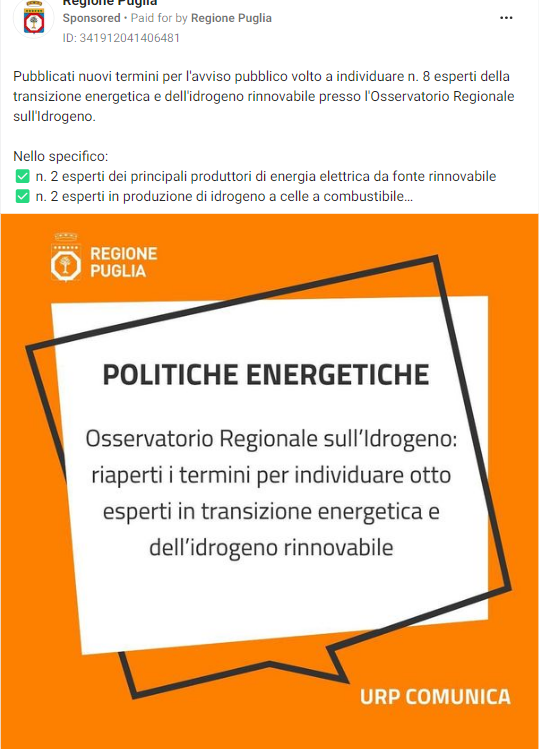 Regione Puglia
Sponsored • Paid for by Regione Puglia
ID: 341912041406481
Pubblicati nuovi termini per l'avviso pubblico volto a individuare n. 8 esperti della
transizione energetica e dell'idrogeno rinnovabile presso l'Osservatorio Regionale
sull'Idrogeno.
Nello specifico:
✅ n. 2 esperti dei principali produttori di energia elettrica da fonte rinnovabile
✅ n. 2 esperti in produzione di idrogeno a celle a combustibile...
REGIONE
PUGLIA
POLITICHE ENERGETICHE
Osservatorio Regionale sull'Idrogeno:
riaperti i termini per individuare otto
esperti in transizione energetica e
dell'idrogeno rinnovabile
URP COMUNICA